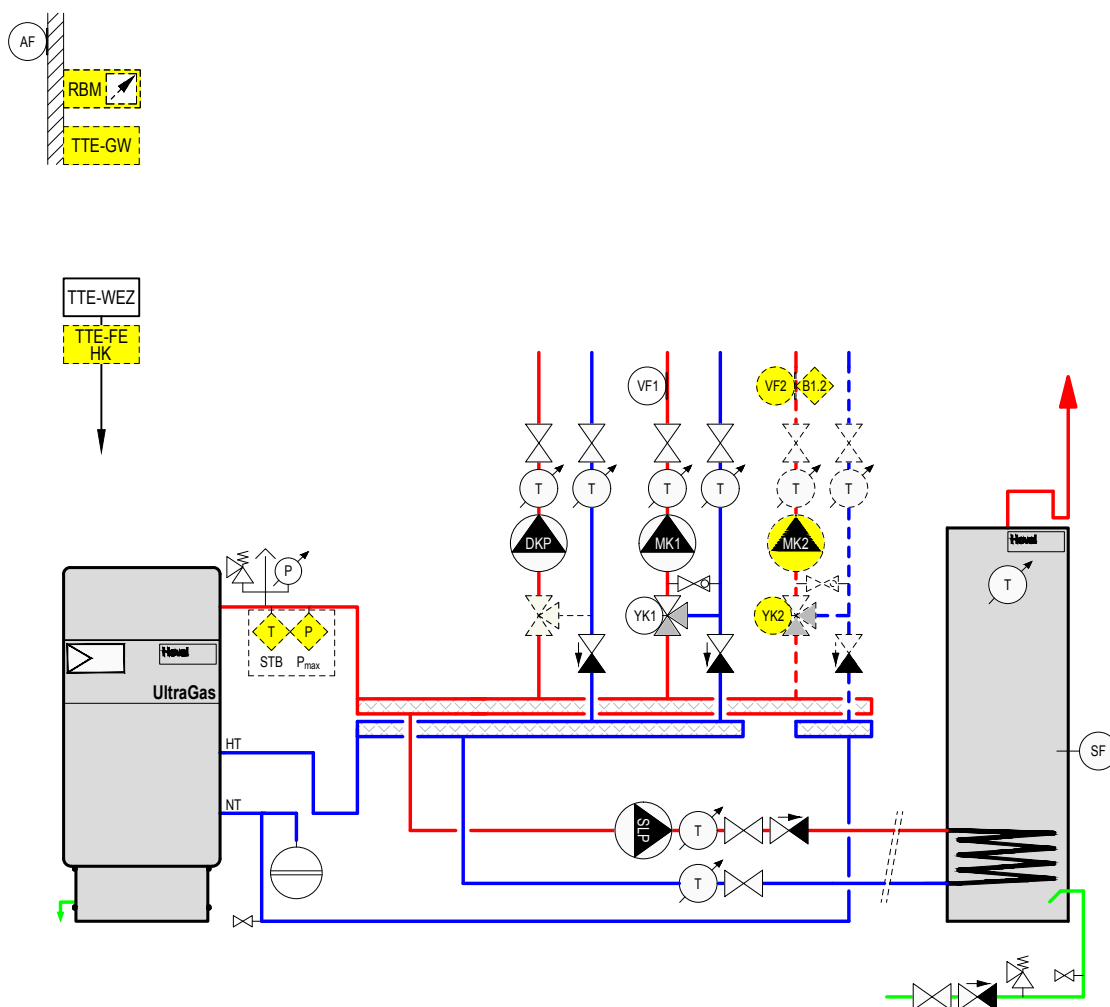 AF
RBM
TTE-GW
TTE-WEZ
TTE-FE
HK
VF1
VF2
B1.2
T
T
T
T
T
T
DKP
MK1
MK2
P
T
Hoval
YK1
YK2
T
P
STB
Pmax
Hoval
UltraGas
HT
SF
NT
SLP
T
T